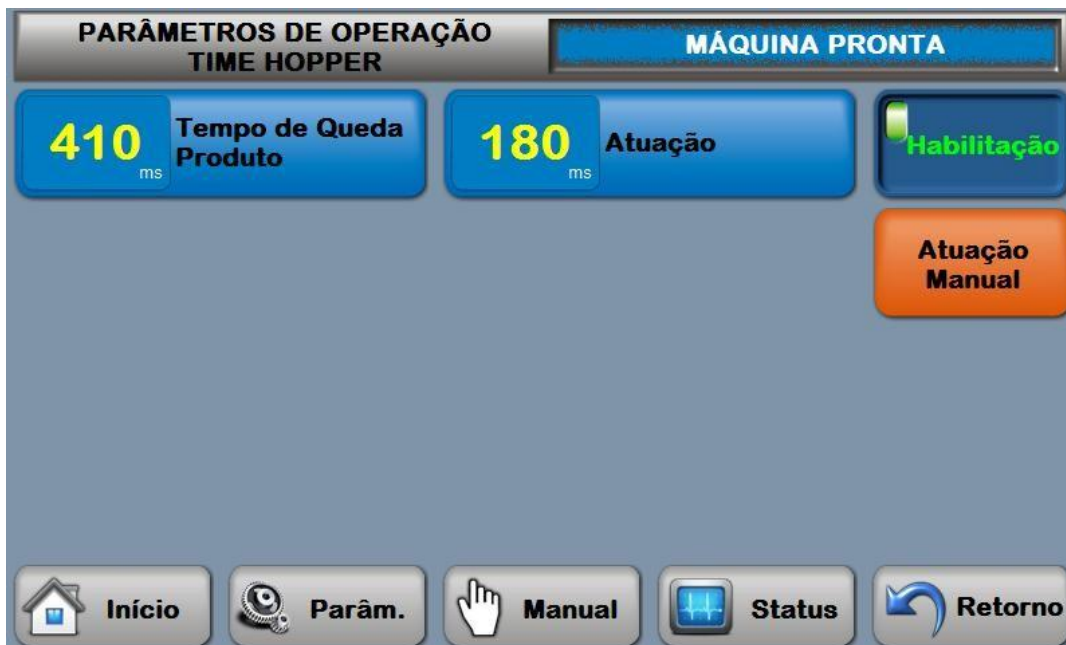 PARÂMETROS DE OPERAÇÃO
TIME HOPPER
MÁQUINA PRONTA
410
ms
Tempo de Queda
Produto
180
ms
Atuação
Habilitação
Atuação
Manual
Início
Parâm.
Manual
Status
Retorno